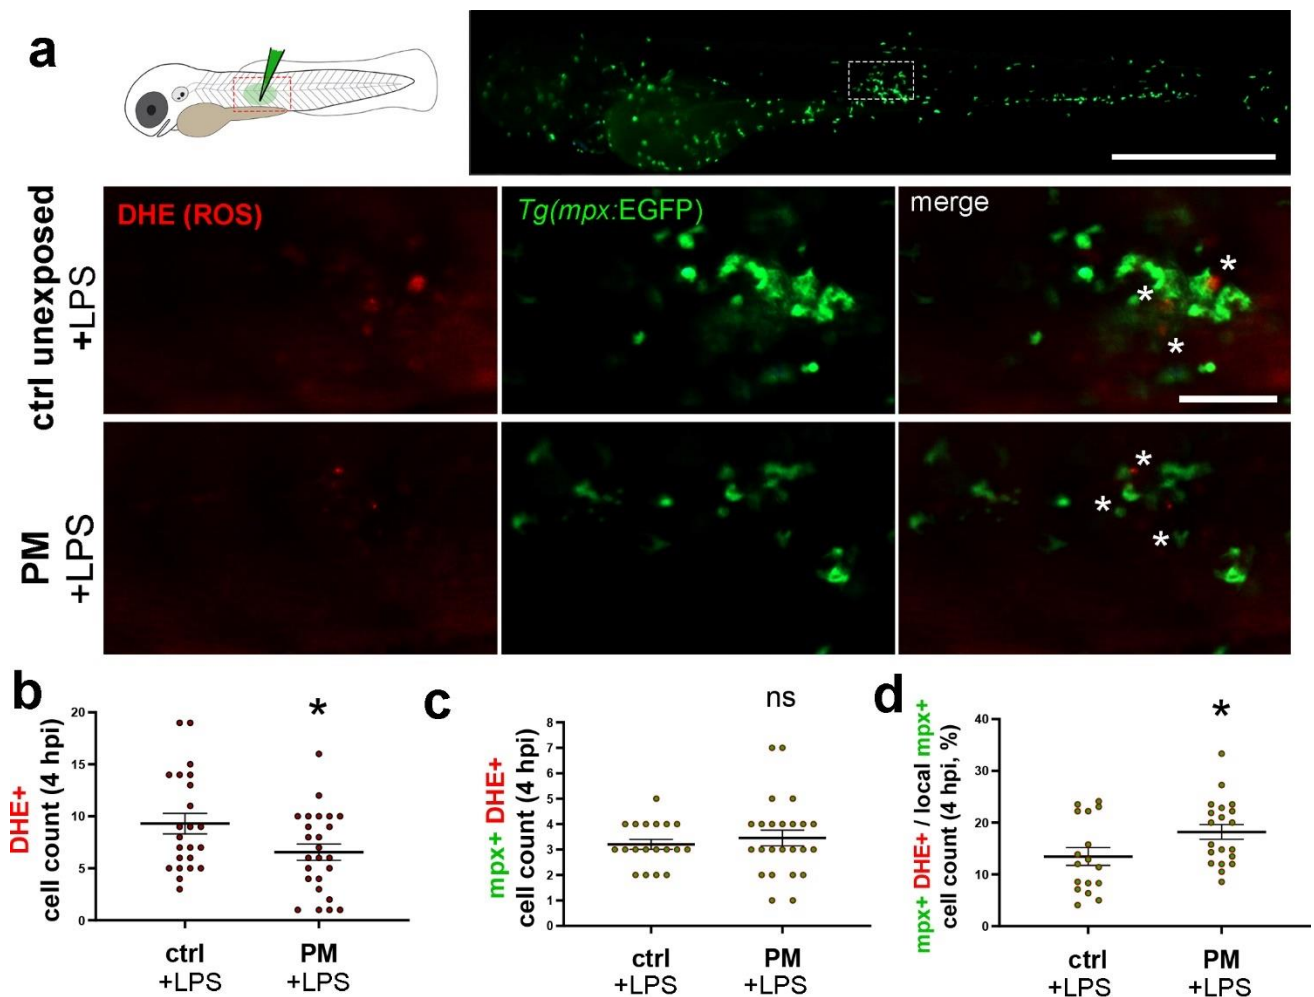 a
ctrl unexposed
+LPS
DHE (ROS)
Tg(mpx:EGFP)
merge
*
*
*
PM
+LPS
*
*
*
b
DHE+
cell count (4 hpi)
20
15
10
5
0
*
ctrl
+LPS
PM
+LPS
c
mpx+ DHE+
cell count (4 hpi)
8
7
6
5
4
3
2
1
0
ns
ctrl
+LPS
PM
+LPS
d
mpx+ DHE+ / local mpx+
cell count (4 hpi, %)
40
30
20
10
0
*
ctrl
+LPS
PM
+LPS